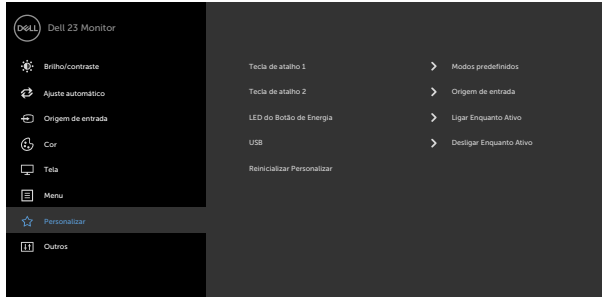 DELL Dell 23 Monitor
Brilho/contraste
Ajuste automático
Origem de entrada
Cor
Tela
Menu
Personalizar
Outros
Tecla de atalho 1 Modos predefinidos
Tecla de atalho 2 Origem de entrada
LED do Botão de Energia Ligar Enquanto Ativo
USB Desligar Enquanto Ativo
Reinicializar Personalizar